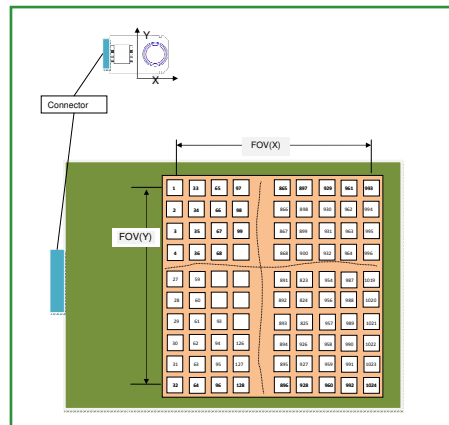 Y
X
Connector
FOV(X)
FOV(Y)
1 33 65 97 865 897 929 961 993
2 34 66 98 866 898 930 962 994
3 35 67 99 867 899 931 963 995
4 36 68 868 900 932 964 996
27 59 891 823 954 987 1019
28 60 892 824 956 988 1020
29 61 93 893 825 957 989 1021
30 62 94 126 894 926 958 990 1022
31 63 95 127 895 927 959 991 1023
32 64 96 128 896 928 960 992 1024